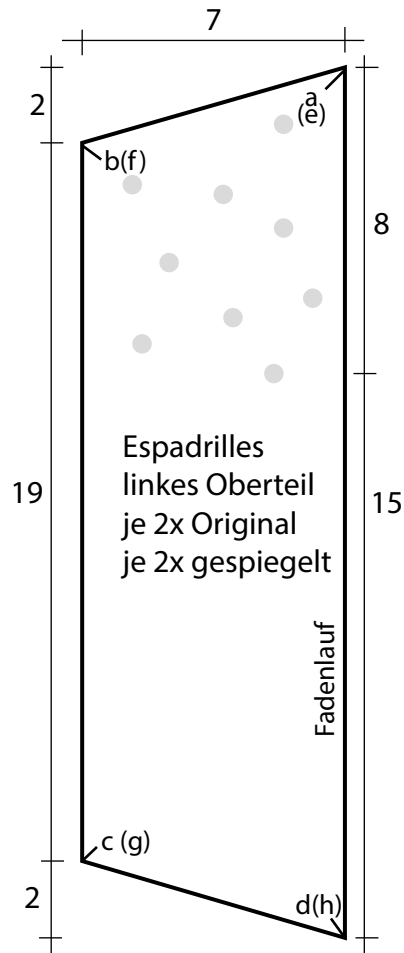 7
2
a
(e)
b(f)
8
Espadrilles
linkes Oberteil
je 2x Original
je 2x gespiegelt
19
15
Fadenlauf
c (g)
d(h)
2